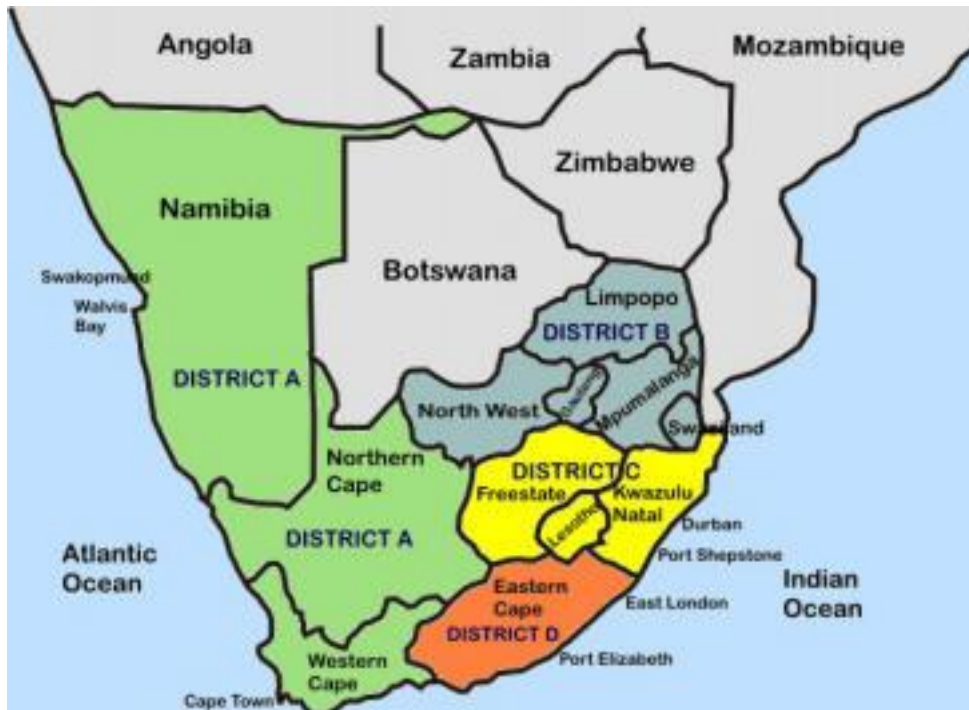 Angola
Zambia
Mozambique
Zimbabwe
Namibia
Botswana
Swakopmund
Walvis
Bay
Limpopo
DISTRICT B
DISTRICT A
North West
Gauteng
Mpumalanga
Swaziland
Northern
Cape
DISTRICT C
Freestate
Kwazulu
Natal
Lesotho
Durban
DISTRICT A
Port Shepstone
Atlantic
Ocean
Indian
Ocean
Eastern
Cape
DISTRICT D
East London
Port Elizabeth
Western
Cape
Cape Town